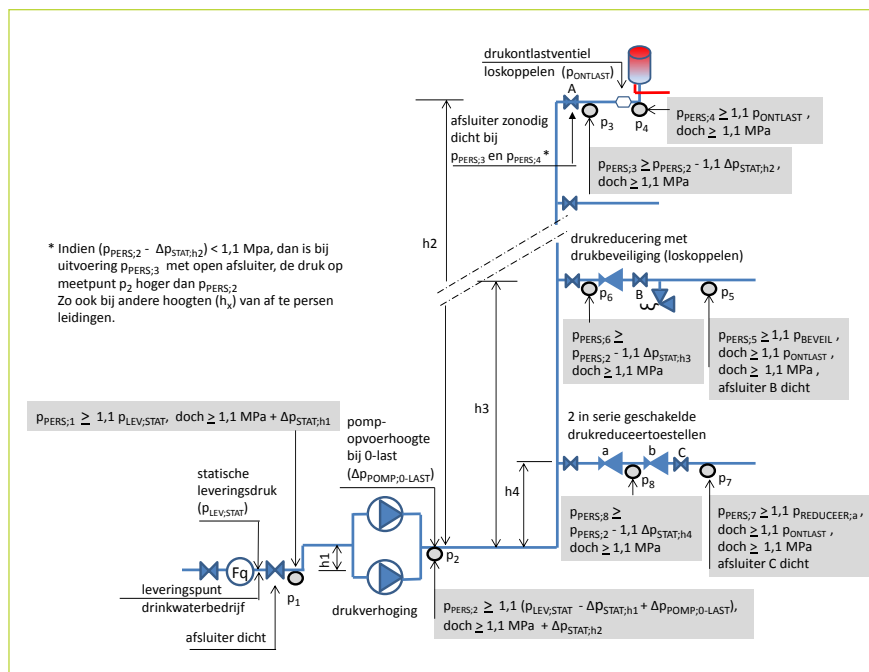 drukontlastventiel
loskoppelen (pONTLAST)
A
p3
p4
pPERS;4 ≥ 1,1 pONTLAST ,
doch ≥ 1,1 MPa
afsluiter zonodig
dicht bij
pPERS;3 en pPERS;4 *
pPERS;3 ≥ pPERS;2 - 1,1 ΔpSTAT;h2 ,
doch ≥ 1,1 MPa
h2
* Indien (pPERS;2 - ΔpSTAT;h2) < 1,1 Mpa, dan is bij
uitvoering pPERS;3 met open afsluiter, de druk op
meetpunt p2 hoger dan pPERS;2
Zo ook bij andere hoogten (hx) van af te persen
leidingen.
drukreducering met
drukbeveiliging (loskoppelen)
p6
B
p5
pPERS;6 ≥
pPERS;2 - 1,1 ΔpSTAT;h3
doch ≥ 1,1 MPa
pPERS;5 ≥ 1,1 pBEVEIL ,
doch ≥ 1,1 pONTLAST ,
doch ≥ 1,1 MPa ,
afsluiter B dicht
h3
pPERS;1 ≥ 1,1 pLEV;STAT, doch ≥ 1,1 MPa + ΔpSTAT;h1
pomp-
opvoerhoogte
bij 0-last
(ΔpPOMP;0-LAST)
2 in serie geschakelde
drukreduceertoestellen
a
b
C
p8
p7
h4
pPERS;8 ≥
pPERS;2 - 1,1 ΔpSTAT;h4
doch ≥ 1,1 MPa
pPERS;7 ≥ 1,1 pREDUCEER;a ,
doch ≥ 1,1 pONTLAST ,
doch ≥ 1,1 MPa
afsluiter C dicht
statische
leveringsdruk
(pLEV;STAT)
Fq
p1
h1
p2
leveringspunt
drinkwaterbedrijf
drukverhoging
afsluiter dicht
pPERS;2 ≥ 1,1 (pLEV;STAT - ΔpSTAT;h1 + ΔpPOMP;0-LAST),
doch ≥ 1,1 MPa + ΔpSTAT;h2